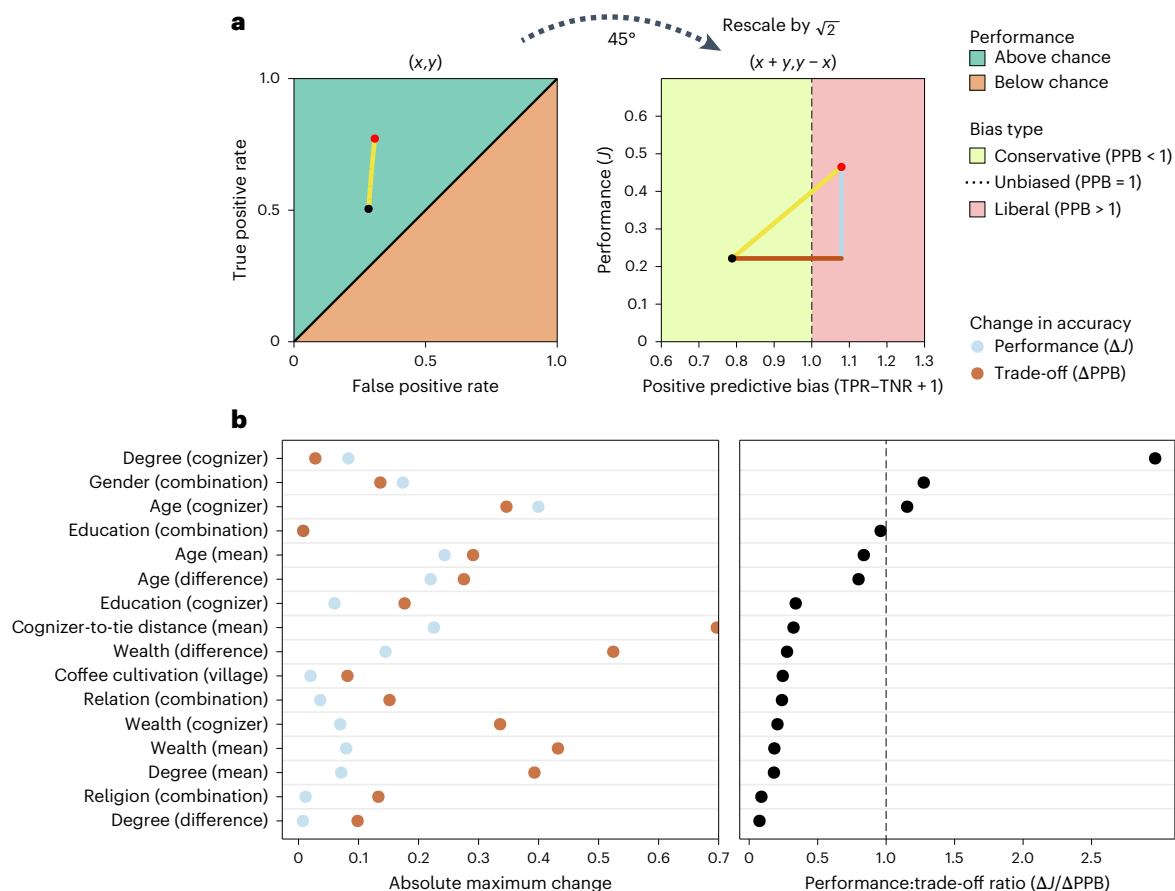 a
Rescale by √2
45°
(x,y)
(x + y,y − x)
1.0
0.5
0
True positive rate
0
0.5
1.0
False positive rate
0.6
0.5
0.4
0.3
0.2
0.1
0
Performance (J)
0.6
0.7
0.8
0.9
1.0
1.1
1.2
1.3
Positive predictive bias (TPR–TNR + 1)
Performance
Above chance
Below chance
Bias type
Conservative (PPB < 1)
Unbiased (PPB = 1)
Liberal (PPB > 1)
Change in accuracy
Performance (ΔJ)
Trade-off (ΔPPB)
b
Degree (cognizer)
Gender (combination)
Age (cognizer)
Education (combination)
Age (mean)
Age (difference)
Education (cognizer)
Cognizer-to-tie distance (mean)
Wealth (difference)
Coffee cultivation (village)
Relation (combination)
Wealth (cognizer)
Wealth (mean)
Degree (mean)
Religion (combination)
Degree (difference)
0
0.1
0.2
0.3
0.4
0.5
0.6
0.7
Absolute maximum change
0
0.5
1.0
1.5
2.0
2.5
Performance:trade-off ratio (ΔJ/ΔPPB)